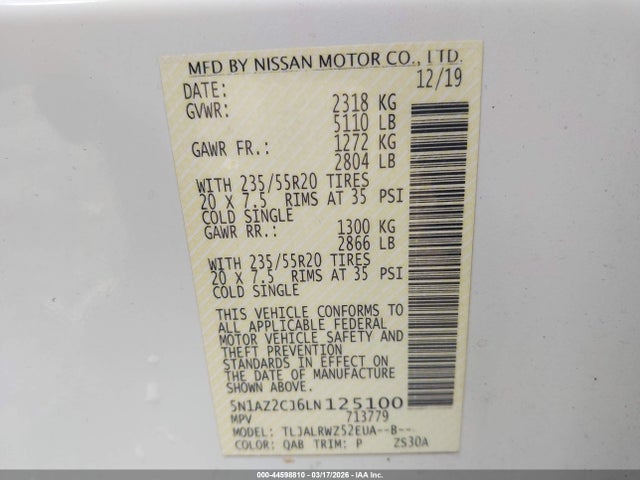 MFD BY NISSAN MOTOR CO., LTD.
DATE: 12/19
GVWR: 2318 KG
5110 LB
GAWR FR.: 1272 KG
2804 LB
WITH 235/55R20 TIRES
20 X 7.5 RIMS AT 35 PSI
COLD SINGLE
GAWR RR.: 1300 KG
2866 LB
WITH 235/55R20 TIRES
20 X 7.5 RIMS AT 35 PSI
COLD SINGLE
THIS VEHICLE CONFORMS TO
ALL APPLICABLE FEDERAL
MOTOR VEHICLE SAFETY AND
THEFT PREVENTION
STANDARDS IN EFFECT ON
THE DATE OF MANUFACTURE
SHOWN ABOVE.
5N1AZ2CJ6LN125100
MPV 713779
MODEL: TLJALRWZ52EUA--B--
COLOR: QAB TRIM: P ZS30A
000-44598810 - 03/17/2026 - IAAI.COM